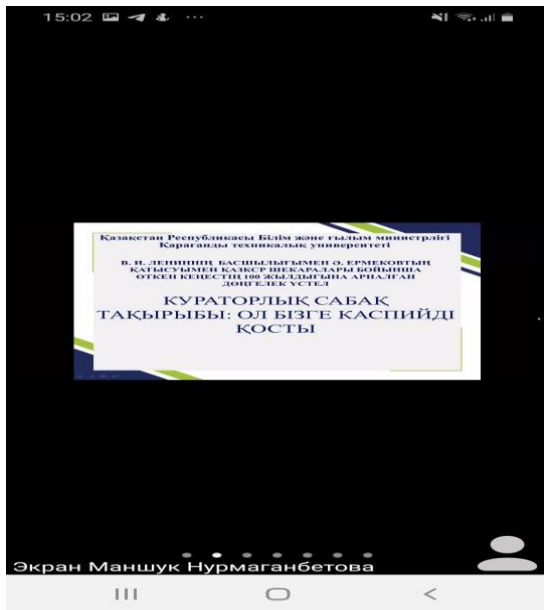 15:02
Қазақстан Республикасы Білім және ғылым министрлігі
Қарағанды техникалық университеті
В. И. ЛЕНИННІҢ БАСШЫЛЫҒЫМЕН Ә. ЕРМЕКОВТЫҢ
ҚАТЫСУЫМЕН ҚАЗКСР ШЕКАРАЛАРЫ БОЙЫНША
ӨТКЕН КЕҢЕСТІҢ 100 ЖЫЛДЫҒЫНА АРНАЛҒАН
ДӨҢГЕЛЕК ҮСТЕЛ
КУРАТОРЛЫҚ САБАҚ
ТАҚЫРЫБЫ: ОЛ БІЗГЕ КАСПИЙДІ
ҚОСТЫ
Экран Маншук Нурмаганбетова